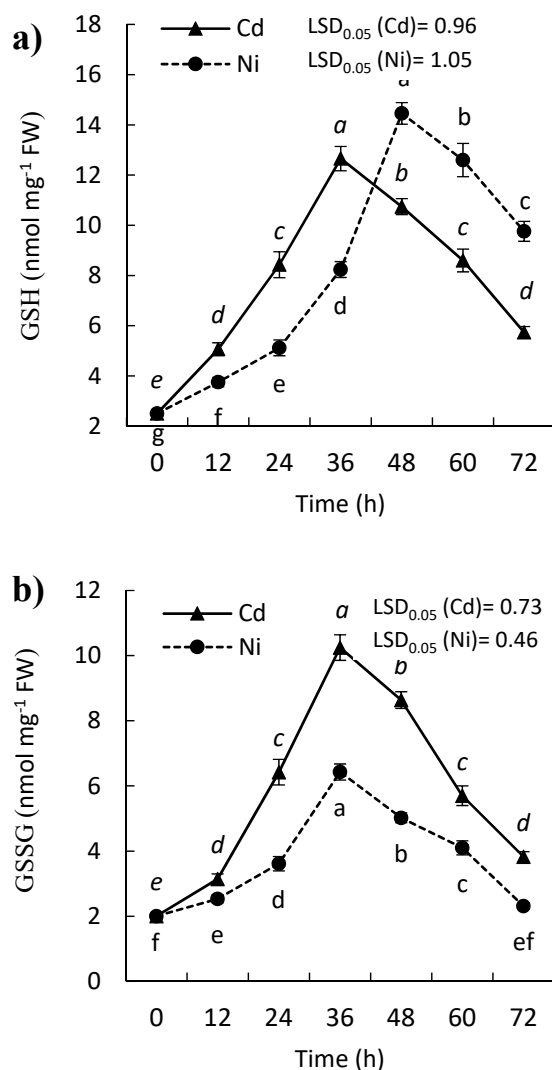 a)
Cd
Ni
LSD0.05 (Cd)= 0.96
LSD0.05 (Ni)= 1.05
GSH (nmol mg-1 FW)
18
16
14
12
10
8
6
4
2
e
d
c
a
b
c
d
g
f
e
d
a
b
c
0 12 24 36 48 60 72
Time (h)
b)
Cd
Ni
LSD0.05 (Cd)= 0.73
LSD0.05 (Ni)= 0.46
GSSG (nmol mg-1 FW)
12
10
8
6
4
2
0
e
d
c
a
b
c
d
f
e
d
a
b
c
ef
0 12 24 36 48 60 72
Time (h)